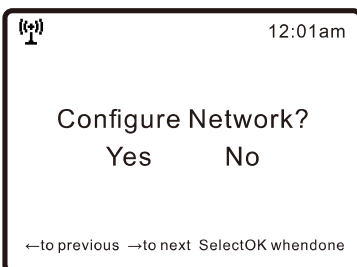 12:01am
Configure Network?
Yes No
←to previous →to next SelectOK whendone